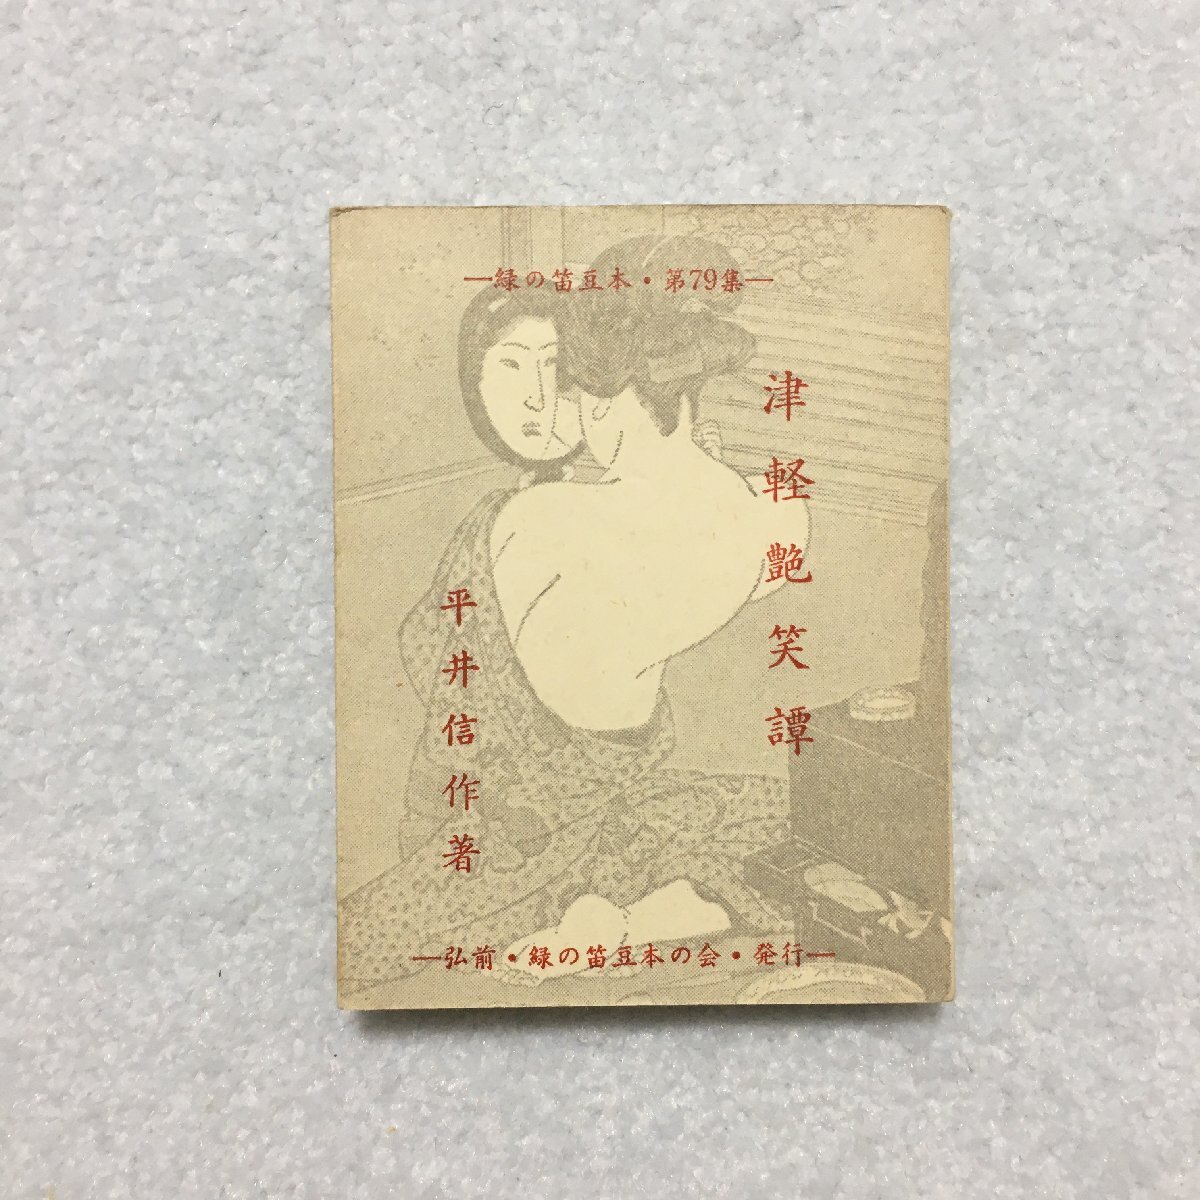 ―緑の笛豆本・第79集―
津軽艶笑譚
平井信作著
―弘前・緑の笛豆本の会・発行―